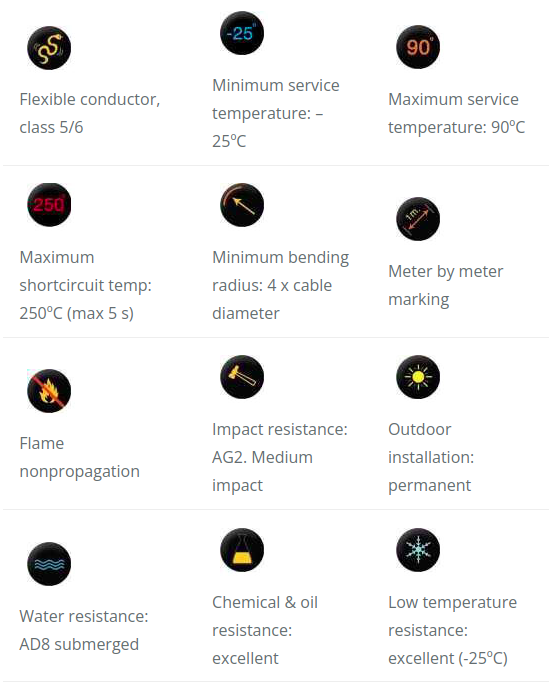 -25°
90°
Flexible conductor,
class 5/6
Minimum service
temperature: –
25ºC
Maximum service
temperature: 90ºC
250°
1m.
Maximum
shortcircuit temp:
250ºC (max 5 s)
Minimum bending
radius: 4 x cable
diameter
Meter by meter
marking
Flame
nonpropagation
Impact resistance:
AG2. Medium
impact
Outdoor
installation:
permanent
Water resistance:
AD8 submerged
Chemical & oil
resistance:
excellent
Low temperature
resistance:
excellent (-25ºC)